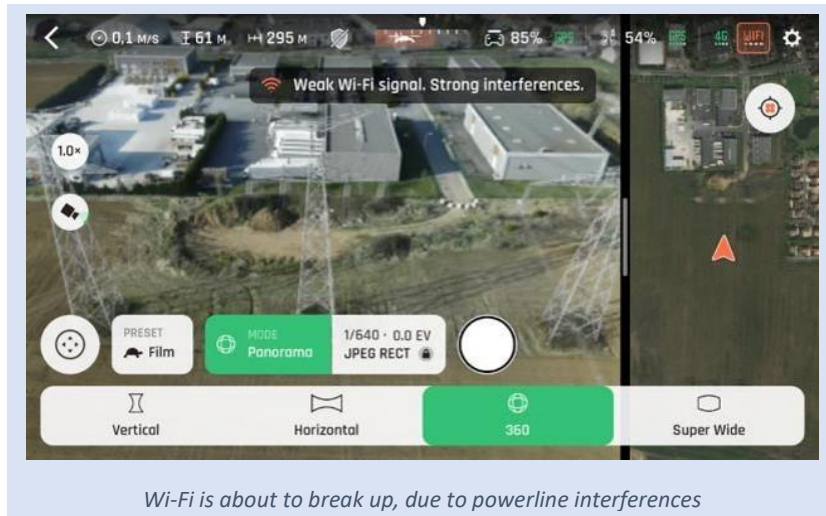 0,1 M/S 61 M 295 M 85% GPS 54% GPS 4G WIFI
Weak Wi-Fi signal. Strong interferences.
1.0×
PRESET
Film
MODE
Panorama
1/640 · 0.0 EV
JPEG RECT
Vertical
Horizontal
360
Super Wide
Wi-Fi is about to break up, due to powerline interferences